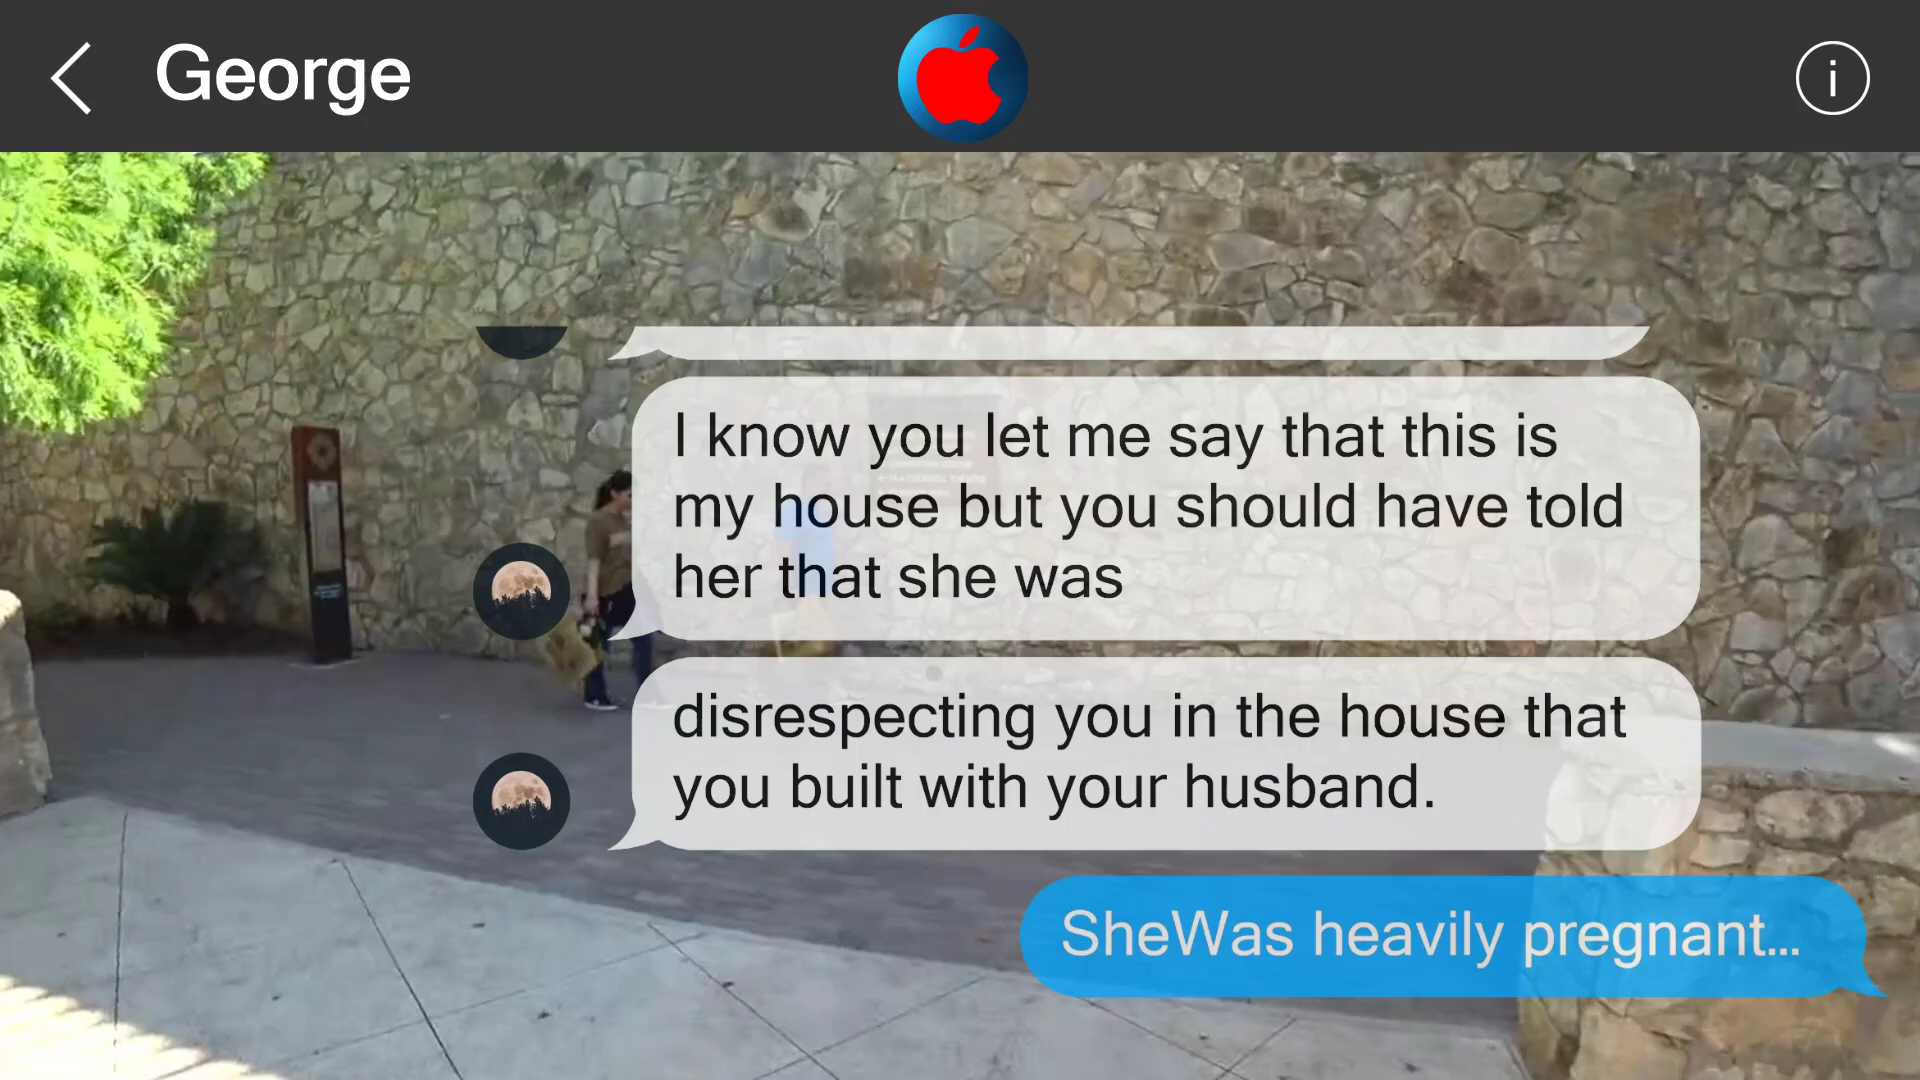 George
i
I know you let me say that this is
my house but you should have told
her that she was
disrespecting you in the house that
you built with your husband.
SheWas heavily pregnant...